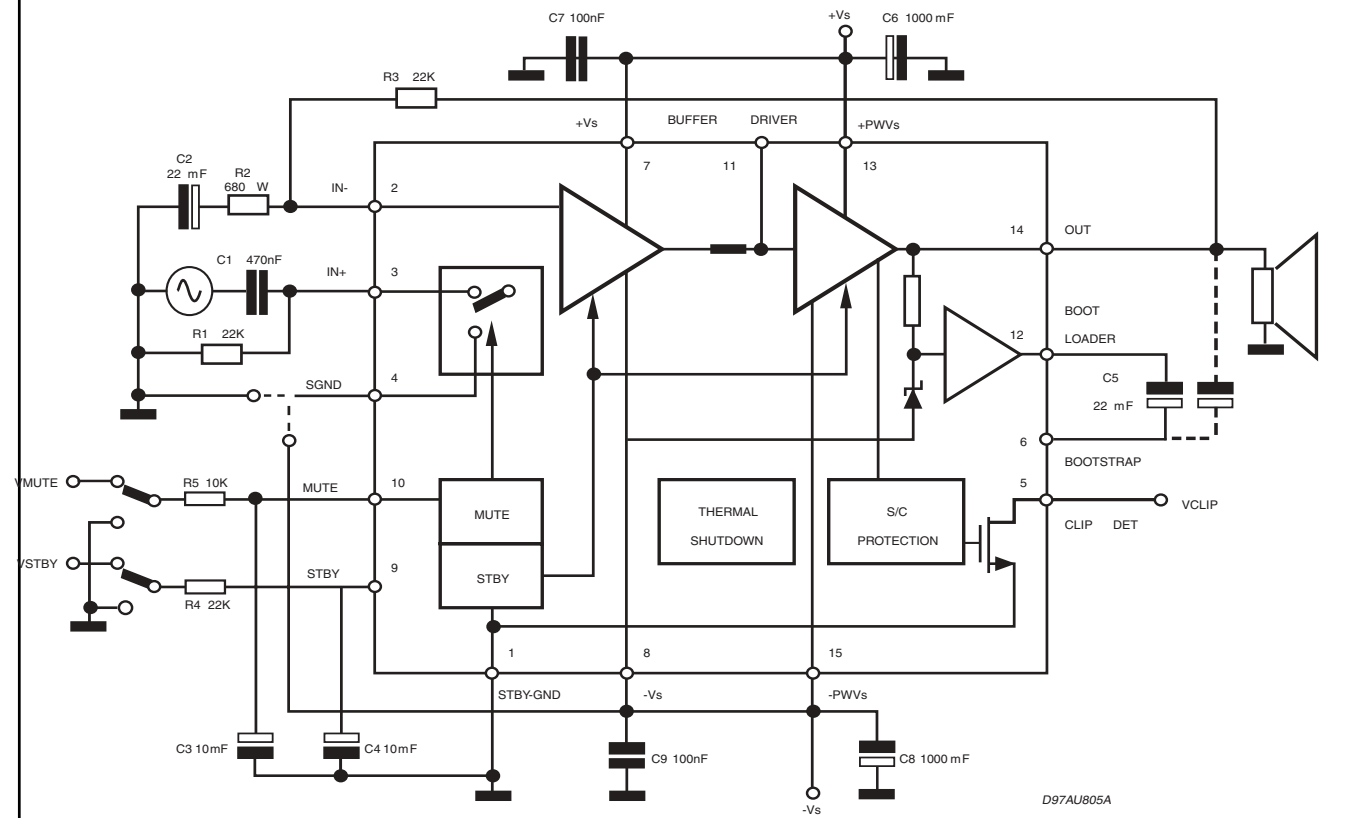 C7 100nF
+Vs
C6 1000 mF
R3 22K
+Vs
BUFFER DRIVER
+PWVs
7
11
13
C2
22 mF
R2
680 W
IN-
2
C1 470nF
IN+
3
14
OUT
R1 22K
BOOT
12
LOADER
SGND
4
C5
22 mF
6
BOOTSTRAP
VMUTE
R5 10K
MUTE
10
5
MUTE
THERMAL
SHUTDOWN
S/C
PROTECTION
VCLIP
CLIP DET
VSTBY
STBY
9
STBY
R4 22K
1
8
15
STBY-GND
-Vs
-PWVs
C3 10mF
C4 10mF
C9 100nF
C8 1000 mF
-Vs
D97AU805A